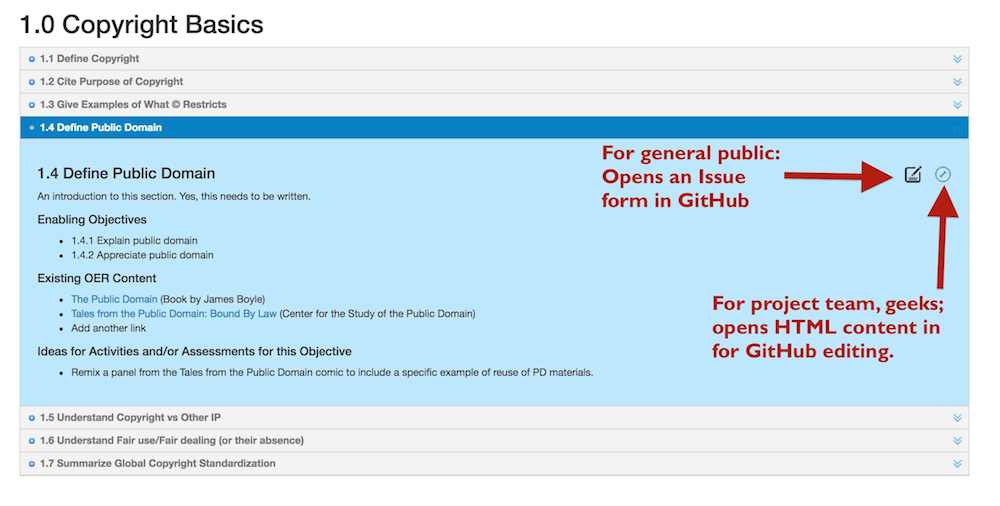 1.0 Copyright Basics
1.1 Define Copyright
1.2 Cite Purpose of Copyright
1.3 Give Examples of What © Restricts
1.4 Define Public Domain
1.4 Define Public Domain
An introduction to this section. Yes, this needs to be written.
Enabling Objectives
1.4.1 Explain public domain
1.4.2 Appreciate public domain
Existing OER Content
The Public Domain (Book by James Boyle)
Tales from the Public Domain: Bound By Law (Center for the Study of the Public Domain)
Add another link
Ideas for Activities and/or Assessments for this Objective
Remix a panel from the Tales from the Public Domain comic to include a specific example of reuse of PD materials.
For general public:
Opens an Issue
form in GitHub
For project team, geeks;
opens HTML content in
for GitHub editing.
1.5 Understand Copyright vs Other IP
1.6 Understand Fair use/Fair dealing (or their absence)
1.7 Summarize Global Copyright Standardization